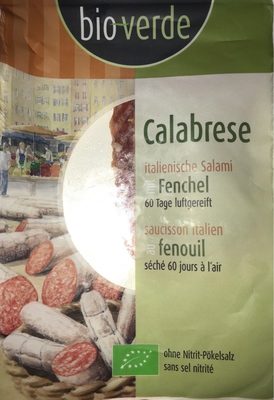 bio-verde
Calabrese
italienische Salami
mit Fenchel
60 Tage luftgereift
saucisson italien
au fenouil
séché 60 jours à l'air
ohne Nitrit-Pökelsalz
sans sel nitrité